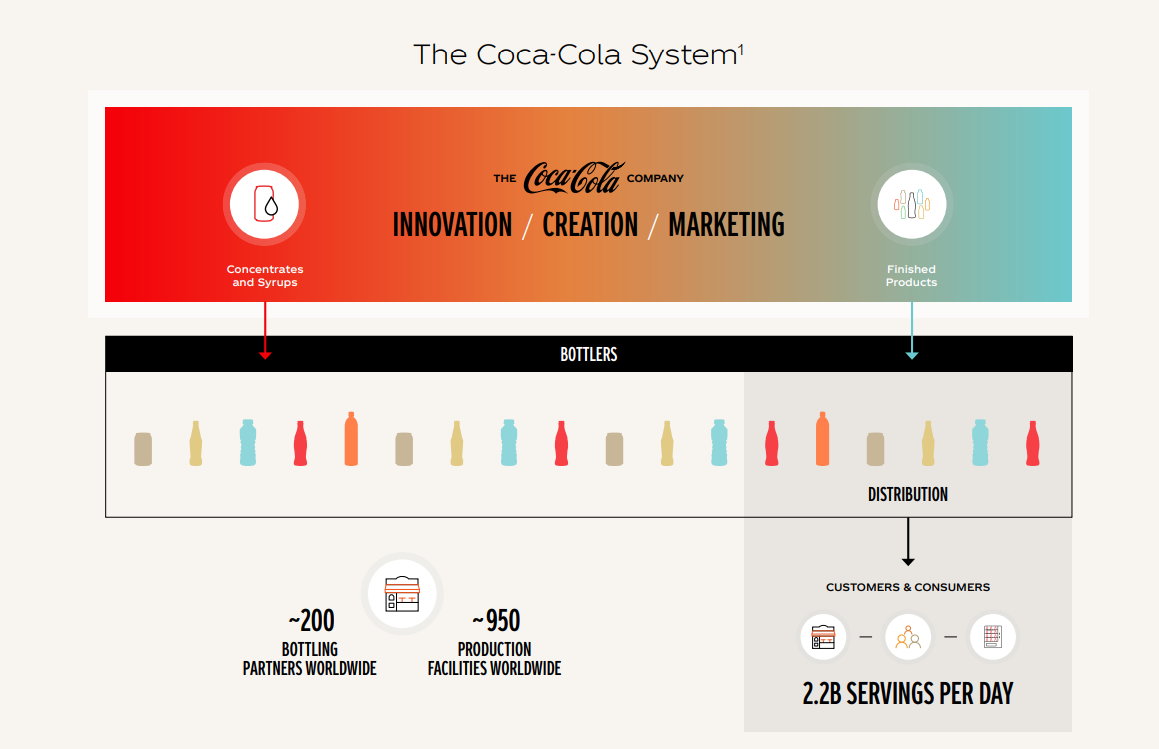 The Coca-Cola System¹
THE Coca-Cola COMPANY
INNOVATION / CREATION / MARKETING
Concentrates
and Syrups
Finished
Products
BOTTLERS
DISTRIBUTION
CUSTOMERS & CONSUMERS
~200
BOTTLING
PARTNERS WORLDWIDE
~950
PRODUCTION
FACILITIES WORLDWIDE
2.2B SERVINGS PER DAY